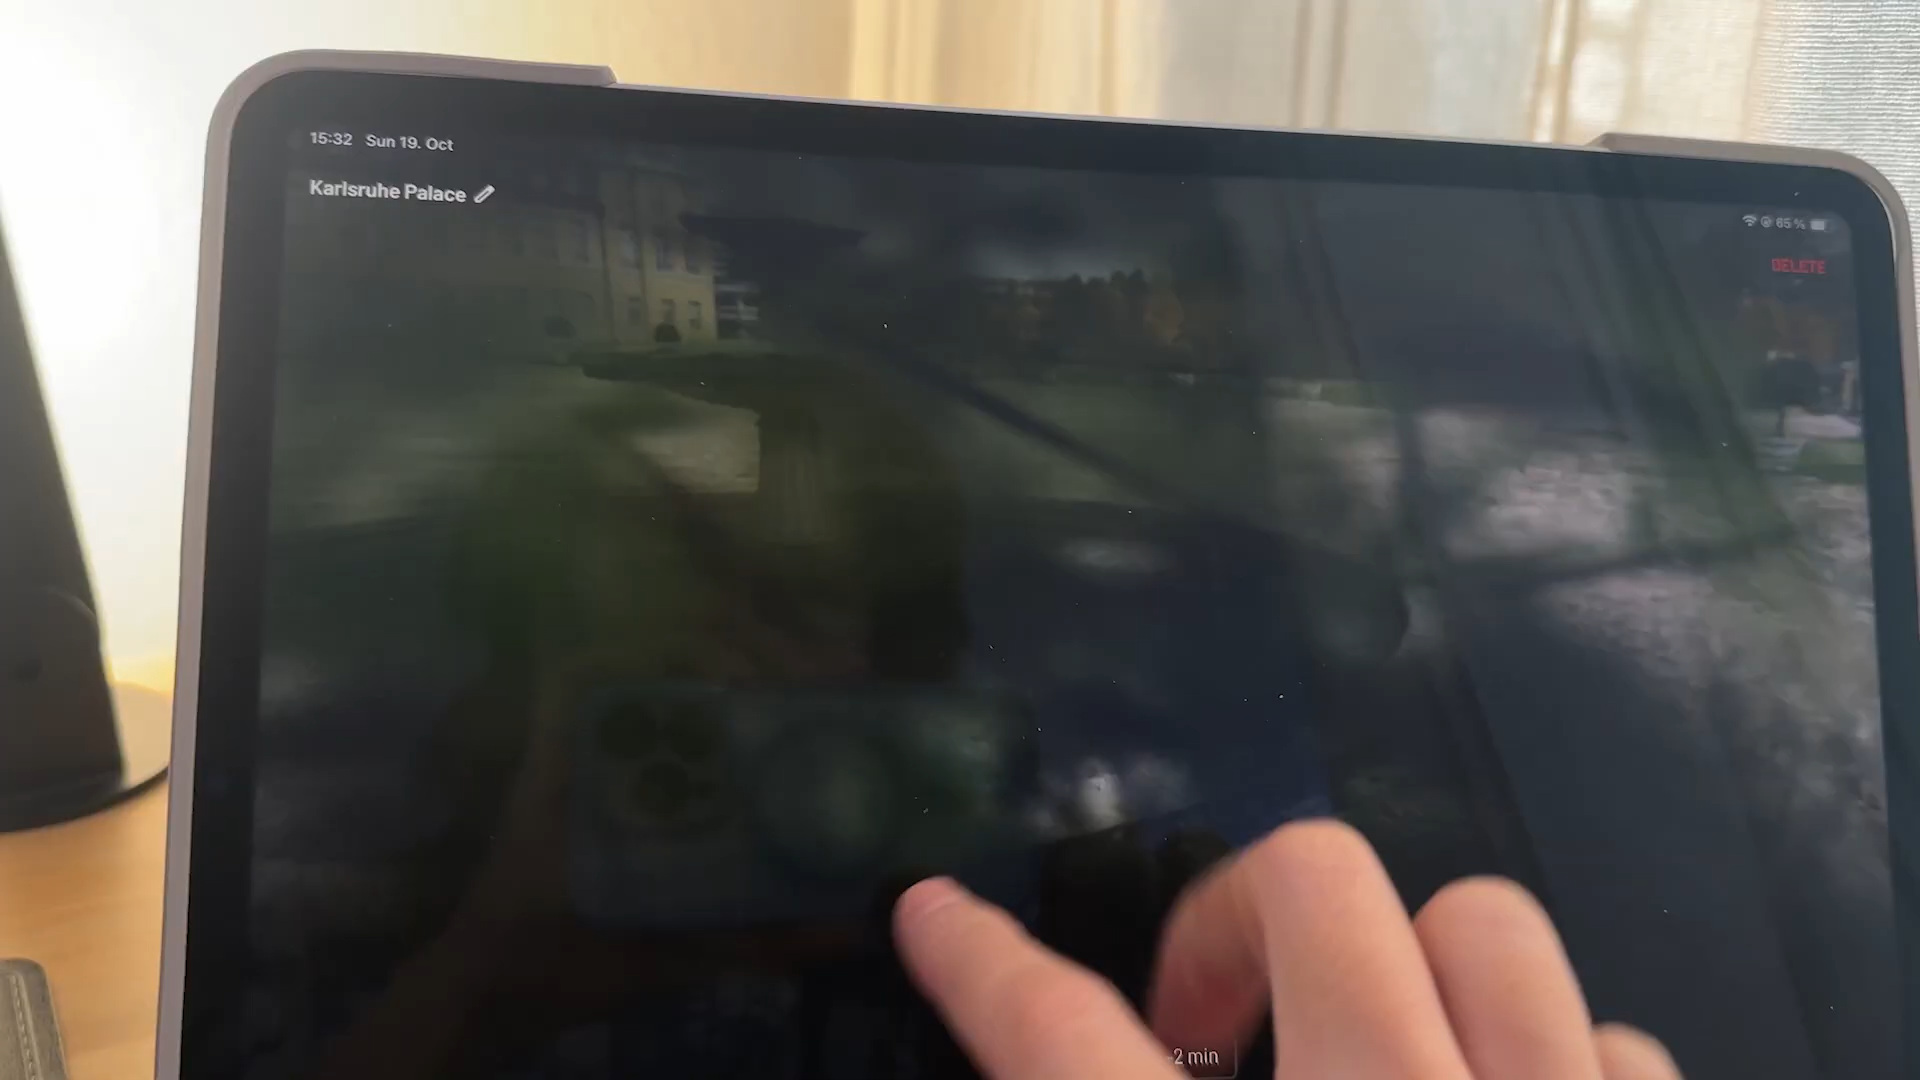 15:32 Sun 19. Oct
Karlsruhe Palace
65 %
DELETE
-2 min